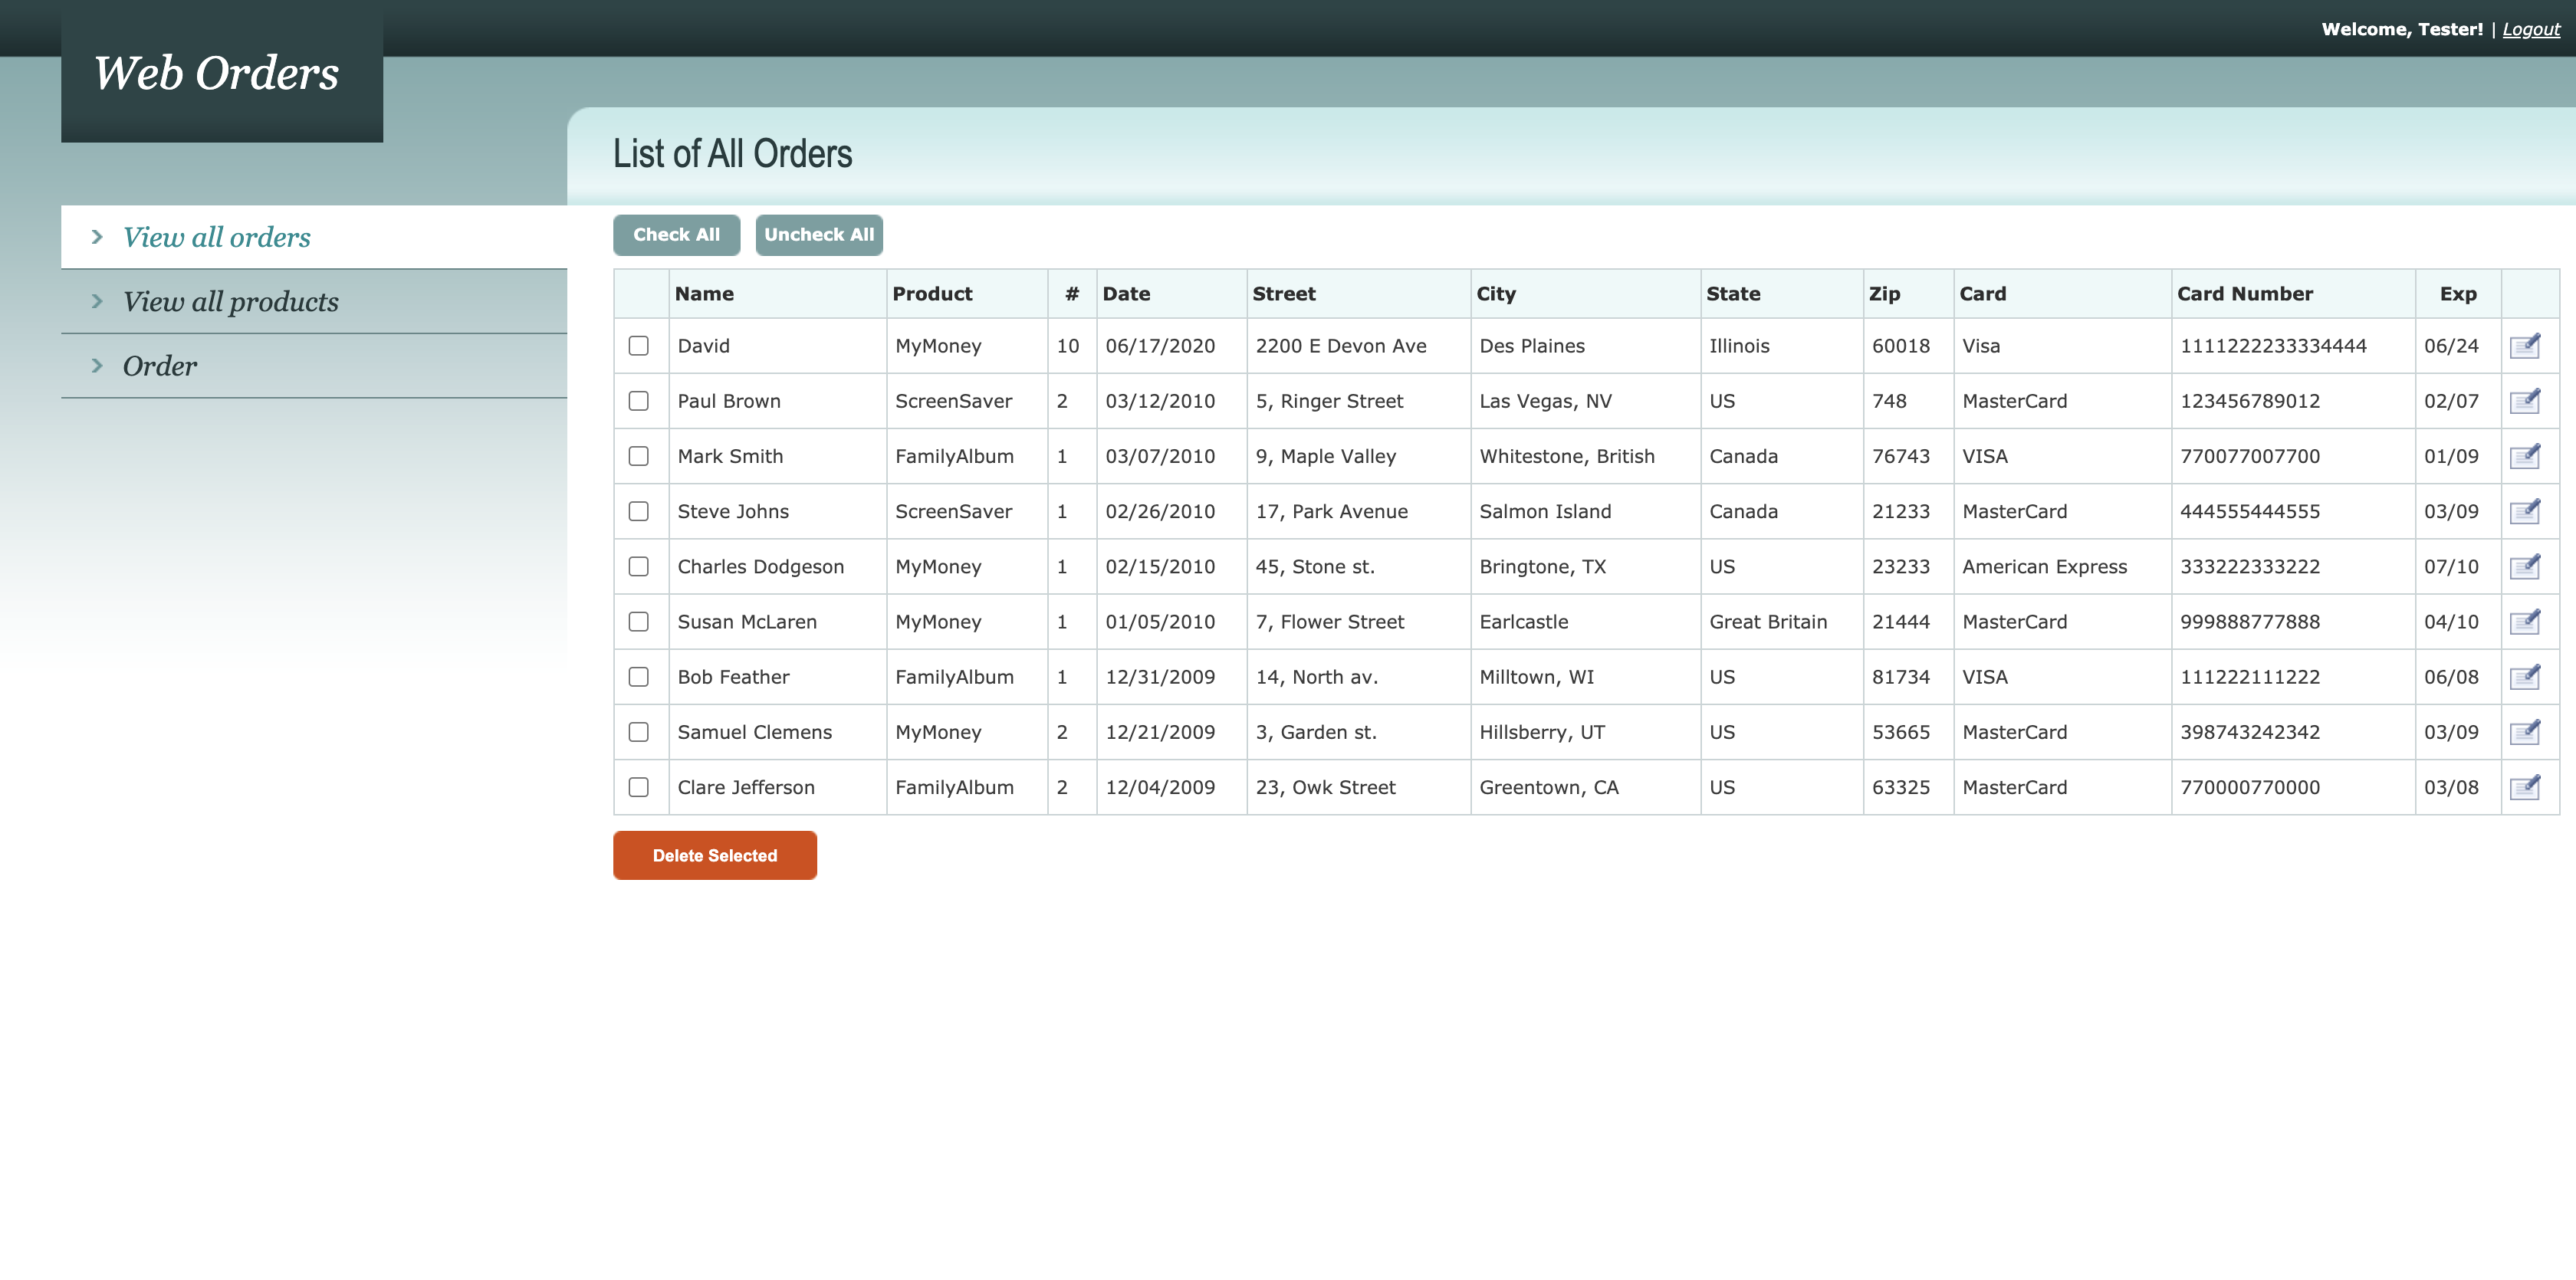 Welcome, Tester! | Logout
Web Orders
List of All Orders
View all orders
View all products
Order
Check All Uncheck All
Name Product # Date Street City State Zip Card Card Number Exp
David MyMoney 10 06/17/2020 2200 E Devon Ave Des Plaines Illinois 60018 Visa 1111222233334444 06/24
Paul Brown ScreenSaver 2 03/12/2010 5, Ringer Street Las Vegas, NV US 748 MasterCard 123456789012 02/07
Mark Smith FamilyAlbum 1 03/07/2010 9, Maple Valley Whitestone, British Canada 76743 VISA 770077007700 01/09
Steve Johns ScreenSaver 1 02/26/2010 17, Park Avenue Salmon Island Canada 21233 MasterCard 444555444555 03/09
Charles Dodgeson MyMoney 1 02/15/2010 45, Stone st. Bringtone, TX US 23233 American Express 333222333222 07/10
Susan McLaren MyMoney 1 01/05/2010 7, Flower Street Earlcastle Great Britain 21444 MasterCard 999888777888 04/10
Bob Feather FamilyAlbum 1 12/31/2009 14, North av. Milltown, WI US 81734 VISA 111222111222 06/08
Samuel Clemens MyMoney 2 12/21/2009 3, Garden st. Hillsberry, UT US 53665 MasterCard 398743242342 03/09
Clare Jefferson FamilyAlbum 2 12/04/2009 23, Owk Street Greentown, CA US 63325 MasterCard 770000770000 03/08
Delete Selected